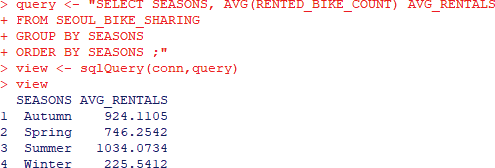 > query <- "SELECT SEASONS, AVG(RENTED_BIKE_COUNT) AVG_RENTALS
+ FROM SEOUL_BIKE_SHARING
+ GROUP BY SEASONS
+ ORDER BY SEASONS ;"
> view <- sqlQuery(conn,query)
> view
  SEASONS AVG_RENTALS
1  Autumn    924.1105
2  Spring    746.2542
3  Summer   1034.0734
4  Winter    225.5412